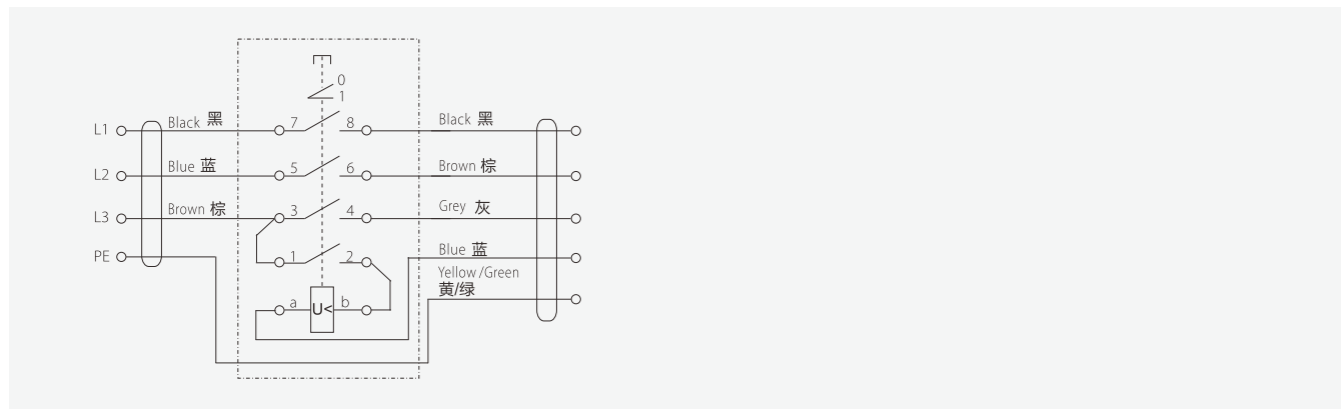 0
1
L1 Black 黑 7 8 Black 黑
L2 Blue 蓝 5 6 Brown 棕
L3 Brown 棕 3 4 Grey 灰
PE 1 2 Blue 蓝
Yellow/Green
黄/绿
a U< b